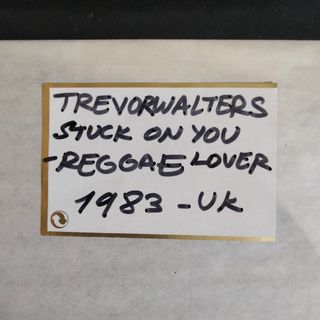 TREVORWALTERS
STUCK ON YOU
-REGGAE LOVER
1983 - UK